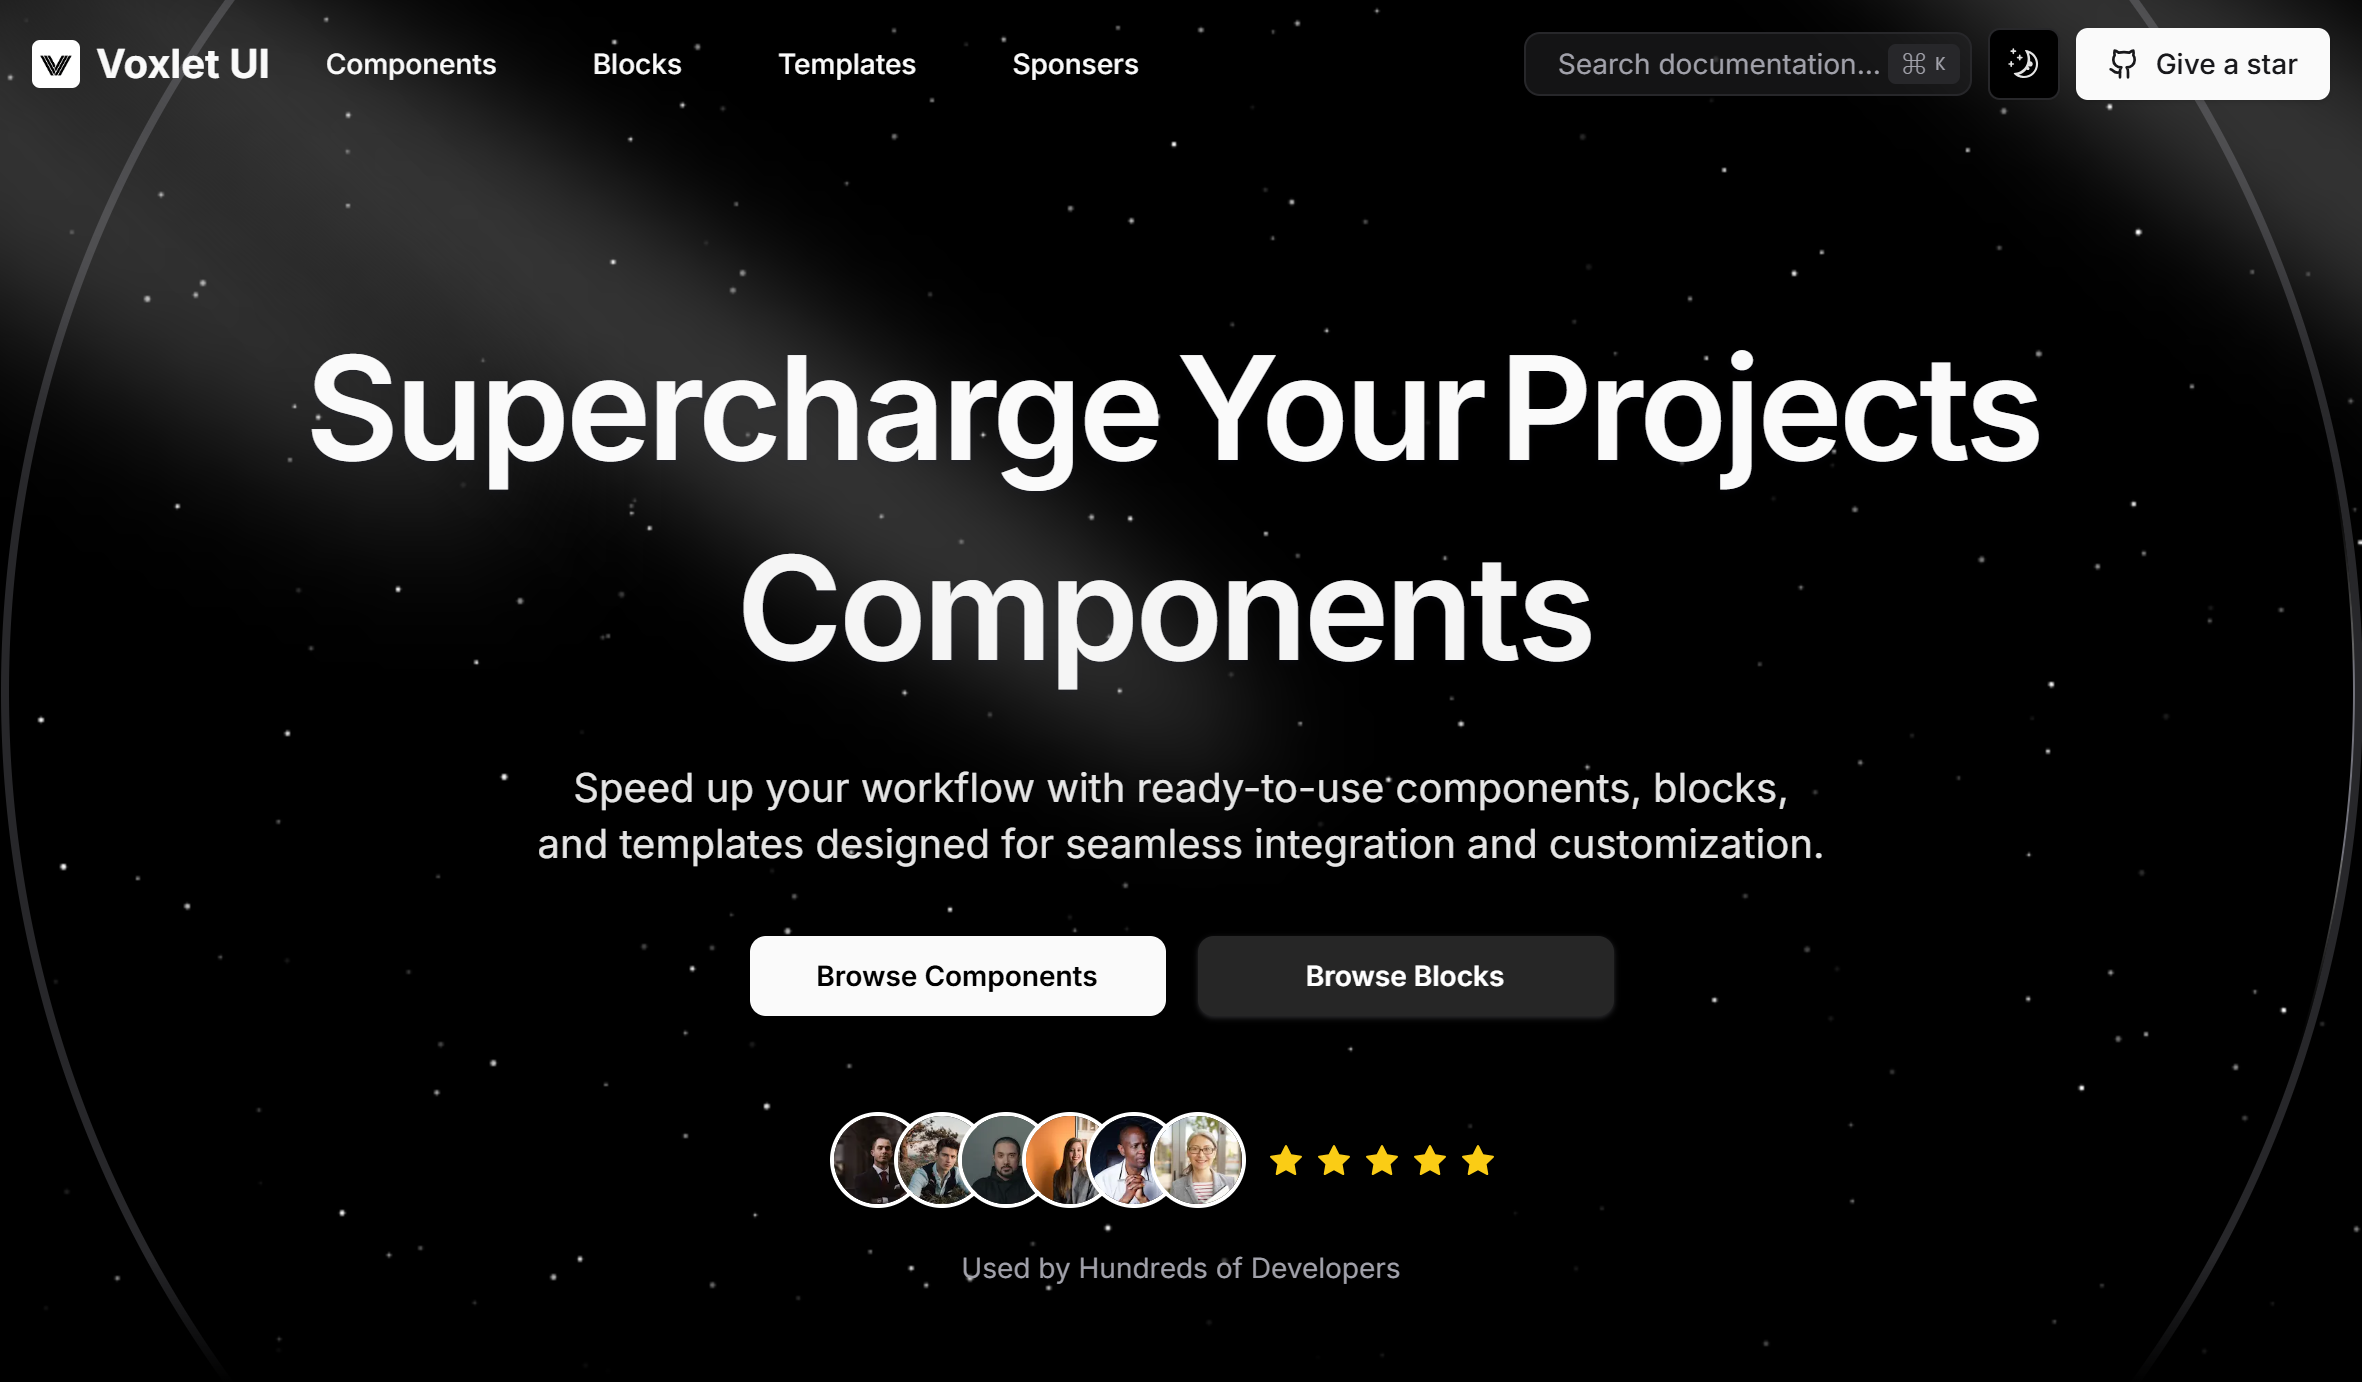 Voxlet UI
Components
Blocks
Templates
Sponsers
Search documentation... ⌘ K
Give a star
Supercharge Your Projects
Components
Speed up your workflow with ready-to-use components, blocks,
and templates designed for seamless integration and customization.
Browse Components
Browse Blocks
Used by Hundreds of Developers